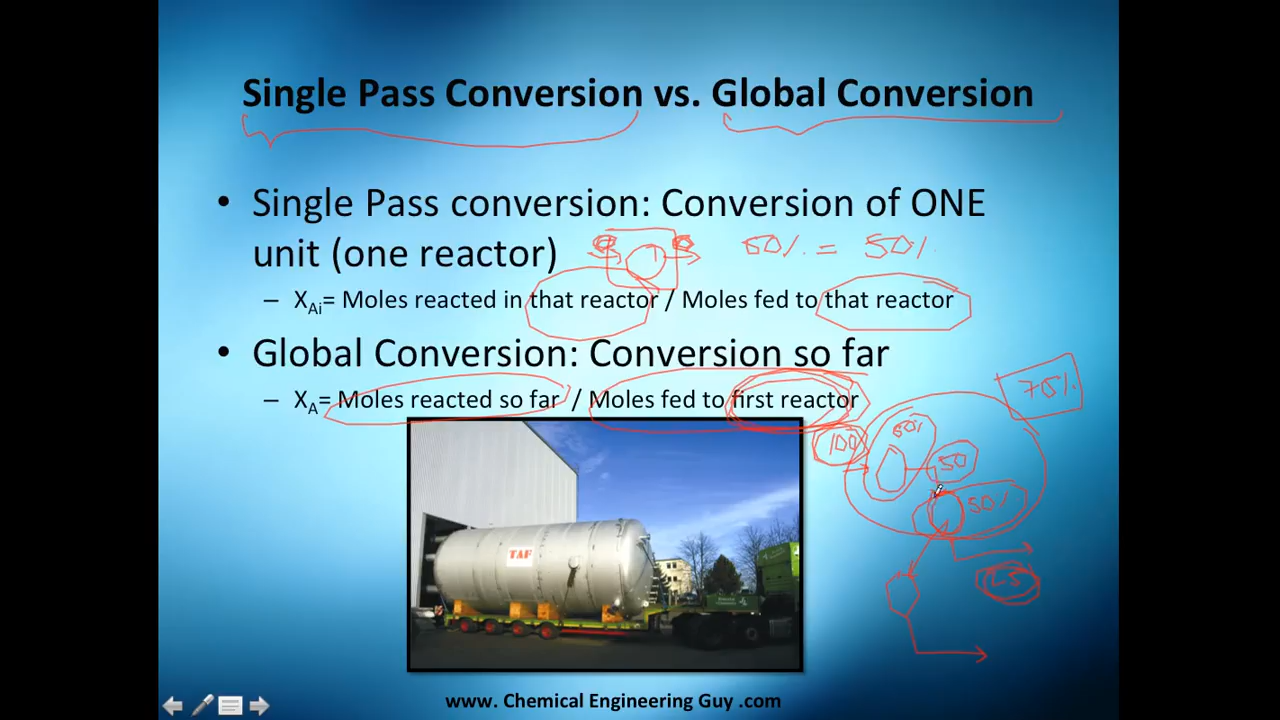 Single Pass Conversion vs. Global Conversion
• Single Pass conversion: Conversion of ONE
unit (one reactor)
50% = 50%
– XAi= Moles reacted in that reactor / Moles fed to that reactor
• Global Conversion: Conversion so far
– XA= Moles reacted so far / Moles fed to first reactor
75%
100
50%
50
50%
25
TAF
www. Chemical Engineering Guy .com